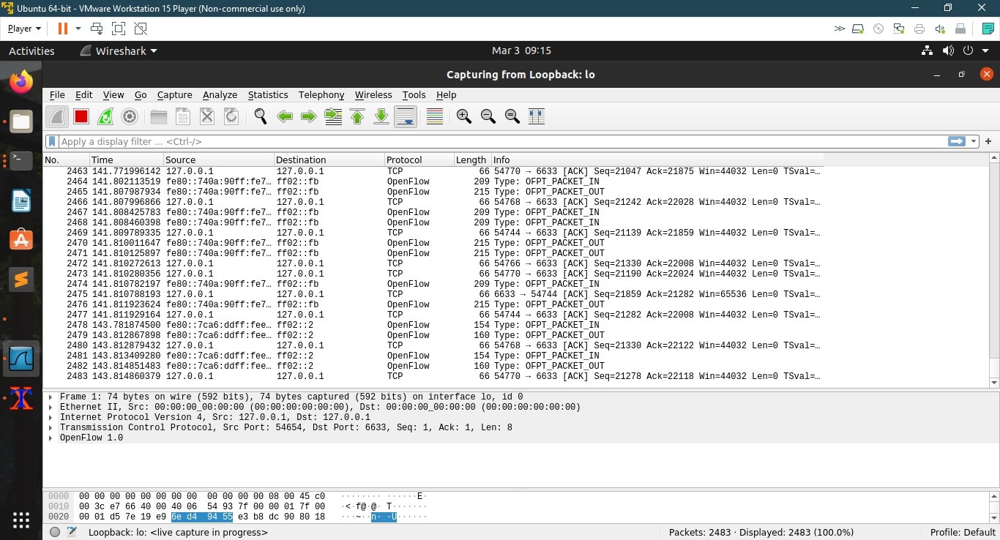 Ubuntu 64-bit - VMware Workstation 15 Player (Non-commercial use only)
Player
Activities Wireshark Mar 3 09:15
Capturing from Loopback: lo
File Edit View Go Capture Analyze Statistics Telephony Wireless Tools Help
Apply a display filter … <Ctrl-/>
No. Time Source Destination Protocol Length Info
2463 141.771996142 127.0.0.1 127.0.0.1 TCP 66 54770 → 6633 [ACK] Seq=21047 Ack=21875 Win=44032 Len=0 TSval=…
2464 141.802113519 fe80::740a:90ff:fe7… ff02::fb OpenFlow 209 Type: OFPT_PACKET_IN
2465 141.807987934 fe80::740a:90ff:fe7… ff02::fb OpenFlow 215 Type: OFPT_PACKET_OUT
2466 141.807996866 127.0.0.1 127.0.0.1 TCP 66 54768 → 6633 [ACK] Seq=21242 Ack=22028 Win=44032 Len=0 TSval=…
2467 141.808425783 fe80::740a:90ff:fe7… ff02::fb OpenFlow 209 Type: OFPT_PACKET_IN
2468 141.808460398 fe80::740a:90ff:fe7… ff02::fb OpenFlow 209 Type: OFPT_PACKET_IN
2469 141.809789335 127.0.0.1 127.0.0.1 TCP 66 54744 → 6633 [ACK] Seq=21139 Ack=21859 Win=44032 Len=0 TSval=…
2470 141.810011647 fe80::740a:90ff:fe7… ff02::fb OpenFlow 215 Type: OFPT_PACKET_OUT
2471 141.810125897 fe80::740a:90ff:fe7… ff02::fb OpenFlow 215 Type: OFPT_PACKET_OUT
2472 141.810272613 127.0.0.1 127.0.0.1 TCP 66 54766 → 6633 [ACK] Seq=21330 Ack=22008 Win=44032 Len=0 TSval=…
2473 141.810280356 127.0.0.1 127.0.0.1 TCP 66 54770 → 6633 [ACK] Seq=21190 Ack=22024 Win=44032 Len=0 TSval=…
2474 141.810782197 fe80::740a:90ff:fe7… ff02::fb OpenFlow 209 Type: OFPT_PACKET_IN
2475 141.810788193 127.0.0.1 127.0.0.1 TCP 66 6633 → 54744 [ACK] Seq=21859 Ack=21282 Win=65536 Len=0 TSval=…
2476 141.811923624 fe80::740a:90ff:fe7… ff02::fb OpenFlow 215 Type: OFPT_PACKET_OUT
2477 141.811929164 127.0.0.1 127.0.0.1 TCP 66 54744 → 6633 [ACK] Seq=21282 Ack=22008 Win=44032 Len=0 TSval=…
2478 143.781874500 fe80::7ca6:ddff:fee… ff02::2 OpenFlow 154 Type: OFPT_PACKET_IN
2479 143.812867898 fe80::7ca6:ddff:fee… ff02::2 OpenFlow 160 Type: OFPT_PACKET_OUT
2480 143.812879432 127.0.0.1 127.0.0.1 TCP 66 54768 → 6633 [ACK] Seq=21330 Ack=22122 Win=44032 Len=0 TSval=…
2481 143.813409280 fe80::7ca6:ddff:fee… ff02::2 OpenFlow 154 Type: OFPT_PACKET_IN
2482 143.814851483 fe80::7ca6:ddff:fee… ff02::2 OpenFlow 160 Type: OFPT_PACKET_OUT
2483 143.814860379 127.0.0.1 127.0.0.1 TCP 66 54770 → 6633 [ACK] Seq=21278 Ack=22118 Win=44032 Len=0 TSval=…
Frame 1: 74 bytes on wire (592 bits), 74 bytes captured (592 bits) on interface lo, id 0
Ethernet II, Src: 00:00:00_00:00:00 (00:00:00:00:00:00), Dst: 00:00:00_00:00:00 (00:00:00:00:00:00)
Internet Protocol Version 4, Src: 127.0.0.1, Dst: 127.0.0.1
Transmission Control Protocol, Src Port: 54654, Dst Port: 6633, Seq: 1, Ack: 1, Len: 8
OpenFlow 1.0
0000 00 00 00 00 00 00 00 00 00 00 00 00 08 00 45 c0 ········ ······E·
0010 00 3c e7 66 40 00 40 06 54 93 7f 00 00 01 7f 00 ·<·f@·@· T·······
0020 00 01 d5 7e 19 e9 6e d4 94 55 e3 b8 dc 90 80 18 ···~··n· ·U······
Loopback: lo: <live capture in progress> Packets: 2483 · Displayed: 2483 (100.0%) Profile: Default